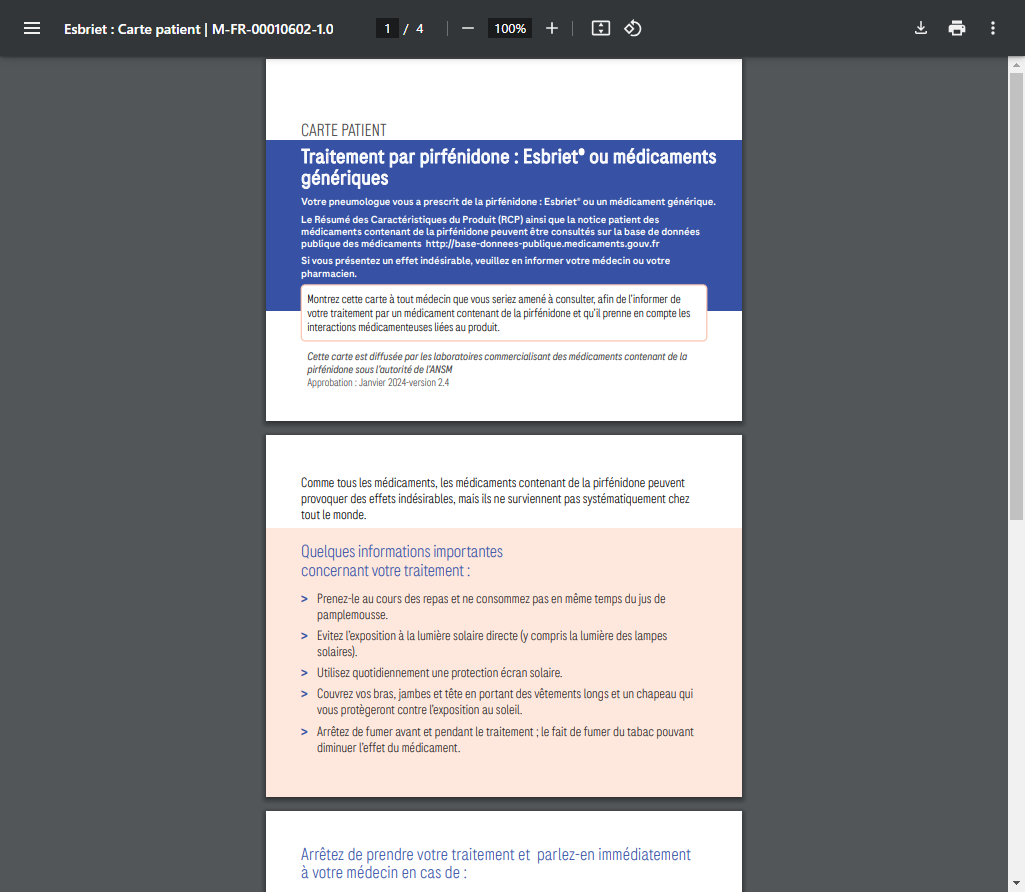 Esbriet : Carte patient | M-FR-00010602-1.0
1 / 4
100%
CARTE PATIENT
Traitement par pirfénidone : Esbriet® ou médicaments
génériques
Votre pneumologue vous a prescrit de la pirfénidone : Esbriet® ou un médicament générique.
Le Résumé des Caractéristiques du Produit (RCP) ainsi que la notice patient des
médicaments contenant de la pirfénidone peuvent être consultés sur la base de données
publique des médicaments http://base-donnees-publique.medicaments.gouv.fr
Si vous présentez un effet indésirable, veuillez en informer votre médecin ou votre
pharmacien.
Montrez cette carte à tout médecin que vous seriez amené à consulter, afin de l'informer de
votre traitement par un médicament contenant de la pirfénidone et qu'il prenne en compte les
interactions médicamenteuses liées au produit.
Cette carte est diffusée par les laboratoires commercialisant des médicaments contenant de la
pirfénidone sous l'autorité de l'ANSM
Approbation : Janvier 2024-version 2.4
Comme tous les médicaments, les médicaments contenant de la pirfénidone peuvent
provoquer des effets indésirables, mais ils ne surviennent pas systématiquement chez
tout le monde.
Quelques informations importantes
concernant votre traitement :
> Prenez-le au cours des repas et ne consommez pas en même temps du jus de
pamplemousse.
> Evitez l'exposition à la lumière solaire directe (y compris la lumière des lampes
solaires).
> Utilisez quotidiennement une protection écran solaire.
> Couvrez vos bras, jambes et tête en portant des vêtements longs et un chapeau qui
vous protègeront contre l'exposition au soleil.
> Arrêtez de fumer avant et pendant le traitement ; le fait de fumer du tabac pouvant
diminuer l'effet du médicament.
Arrêtez de prendre votre traitement et parlez-en immédiatement
à votre médecin en cas de :